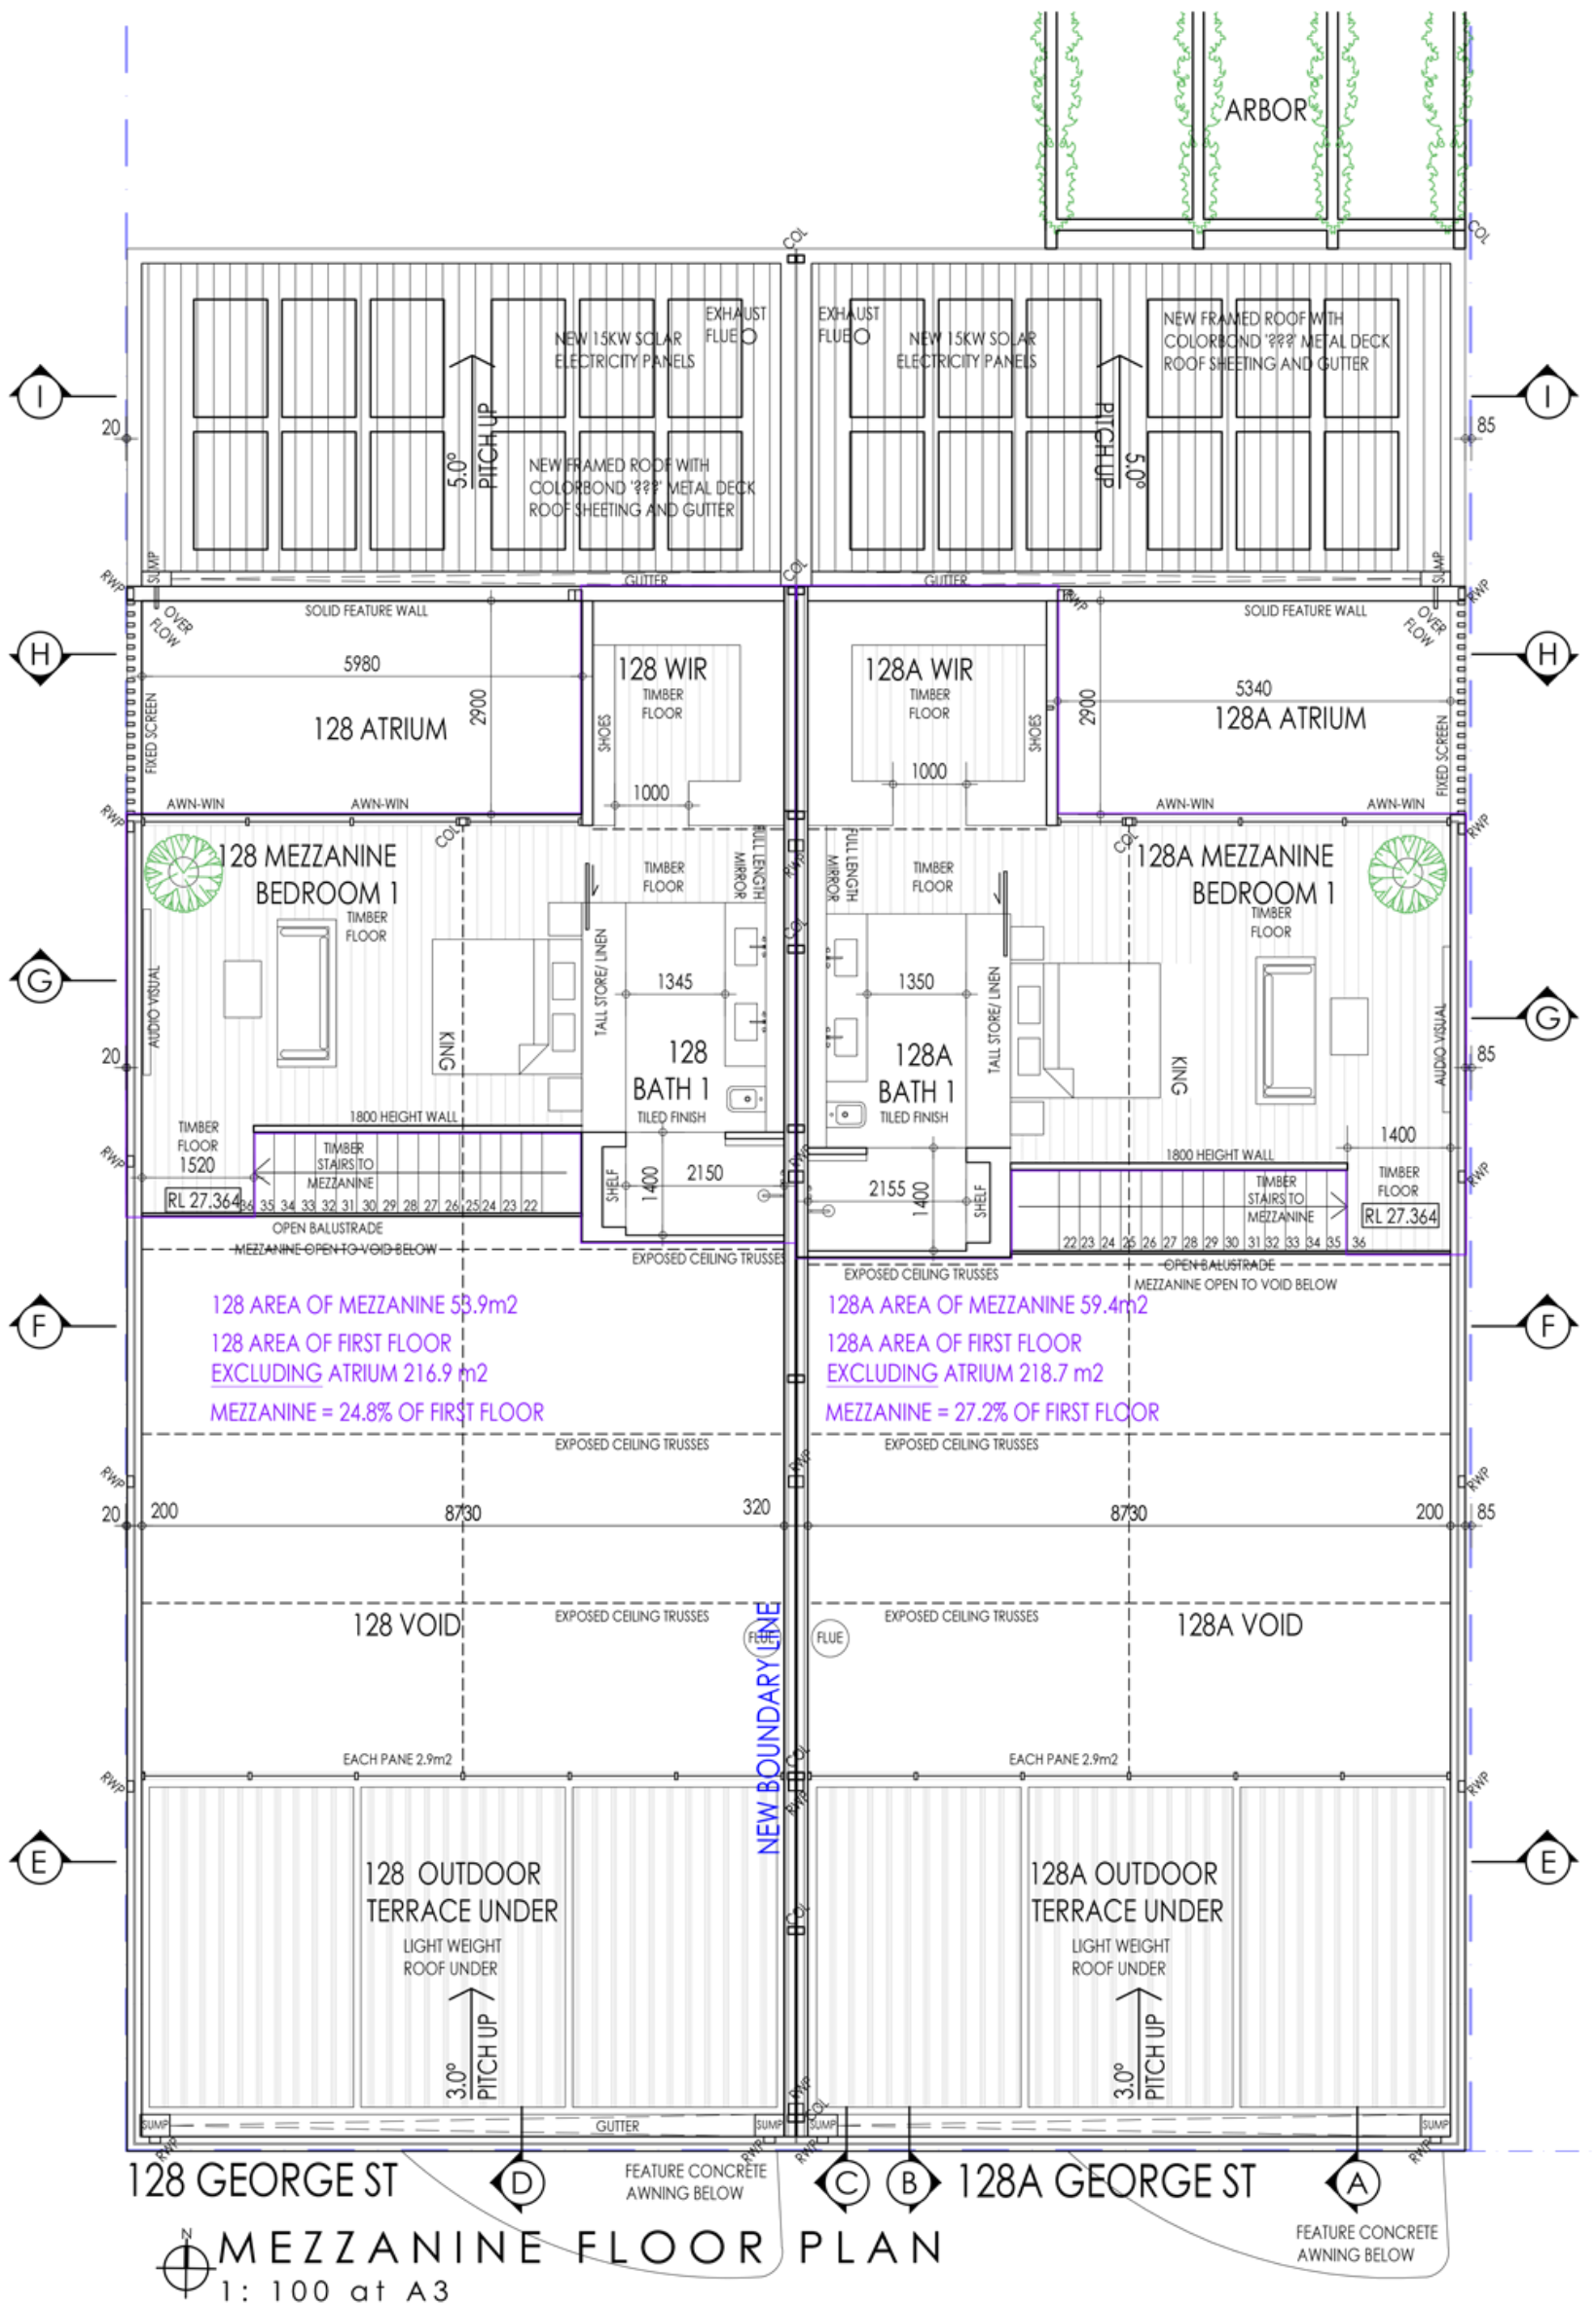 ARBOR
COL
COL
EXHAUST
FLUE
NEW 15KW SOLAR
ELECTRICITY PANELS
EXHAUST
FLUE
NEW 15KW SOLAR
ELECTRICITY PANELS
NEW FRAMED ROOF WITH
COLORBOND '???' METAL DECK
ROOF SHEETING AND GUTTER
I
I
20
85
5.0°
PITCH UP
NEW FRAMED ROOF WITH
COLORBOND '???' METAL DECK
ROOF SHEETING AND GUTTER
PITCH UP
5.0°
RWP
SUMP
GUTTER
COL
GUTTER
SUMP
RWP
OVER
FLOW
SOLID FEATURE WALL
RWP
SOLID FEATURE WALL
OVER
FLOW
H
H
5980
2900
128 ATRIUM
FIXED SCREEN
SHOES
128 WIR
TIMBER
FLOOR
1000
128A WIR
TIMBER
FLOOR
1000
SHOES
2900
5340
128A ATRIUM
FIXED SCREEN
AWN-WIN
AWN-WIN
AWN-WIN
AWN-WIN
RWP
COL
RWP
COL
RWP
128 MEZZANINE
BEDROOM 1
TIMBER
FLOOR
TIMBER
FLOOR
FULL LENGTH
MIRROR
FULL LENGTH
MIRROR
TIMBER
FLOOR
128A MEZZANINE
BEDROOM 1
TIMBER
FLOOR
COL
G
G
AUDIO VISUAL
KING
TALL STORE/ LINEN
1345
128
BATH 1
TILED FINISH
1350
128A
BATH 1
TILED FINISH
TALL STORE/ LINEN
KING
AUDIO VISUAL
20
85
1800 HEIGHT WALL
TIMBER
FLOOR
1520
RL 27.364
TIMBER
STAIRS TO
MEZZANINE
36 35 34 33 32 31 30 29 28 27 26 25 24 23 22
RWP
SHELF
1400
2150
RWP
2155
1400
SHELF
1800 HEIGHT WALL
TIMBER
STAIRS TO
MEZZANINE
22 23 24 25 26 27 28 29 30 31 32 33 34 35 36
1400
TIMBER
FLOOR
RL 27.364
RWP
OPEN BALUSTRADE
MEZZANINE OPEN TO VOID BELOW
EXPOSED CEILING TRUSSES
EXPOSED CEILING TRUSSES
OPEN BALUSTRADE
MEZZANINE OPEN TO VOID BELOW
F
F
128 AREA OF MEZZANINE 53.9m2
128 AREA OF FIRST FLOOR
EXCLUDING ATRIUM 216.9 m2
MEZZANINE = 24.8% OF FIRST FLOOR
128A AREA OF MEZZANINE 59.4m2
128A AREA OF FIRST FLOOR
EXCLUDING ATRIUM 218.7 m2
MEZZANINE = 27.2% OF FIRST FLOOR
EXPOSED CEILING TRUSSES
EXPOSED CEILING TRUSSES
RWP
RWP
RWP
20
200
8730
320
8730
200
85
128 VOID
EXPOSED CEILING TRUSSES
FLUE
FLUE
EXPOSED CEILING TRUSSES
128A VOID
NEW BOUNDARY LINE
EACH PANE 2.9m2
EACH PANE 2.9m2
RWP
COL
RWP
RWP
E
E
128 OUTDOOR
TERRACE UNDER
LIGHT WEIGHT
ROOF UNDER
3.0°
PITCH UP
COL
128A OUTDOOR
TERRACE UNDER
LIGHT WEIGHT
ROOF UNDER
3.0°
PITCH UP
RWP
COL
SUMP
GUTTER
SUMP
SUMP
SUMP
RWP
RWP
RWP
RWP
128 GEORGE ST
D
FEATURE CONCRETE
AWNING BELOW
C
B
128A GEORGE ST
A
FEATURE CONCRETE
AWNING BELOW
N
MEZZANINE FLOOR PLAN
1: 100 at A3